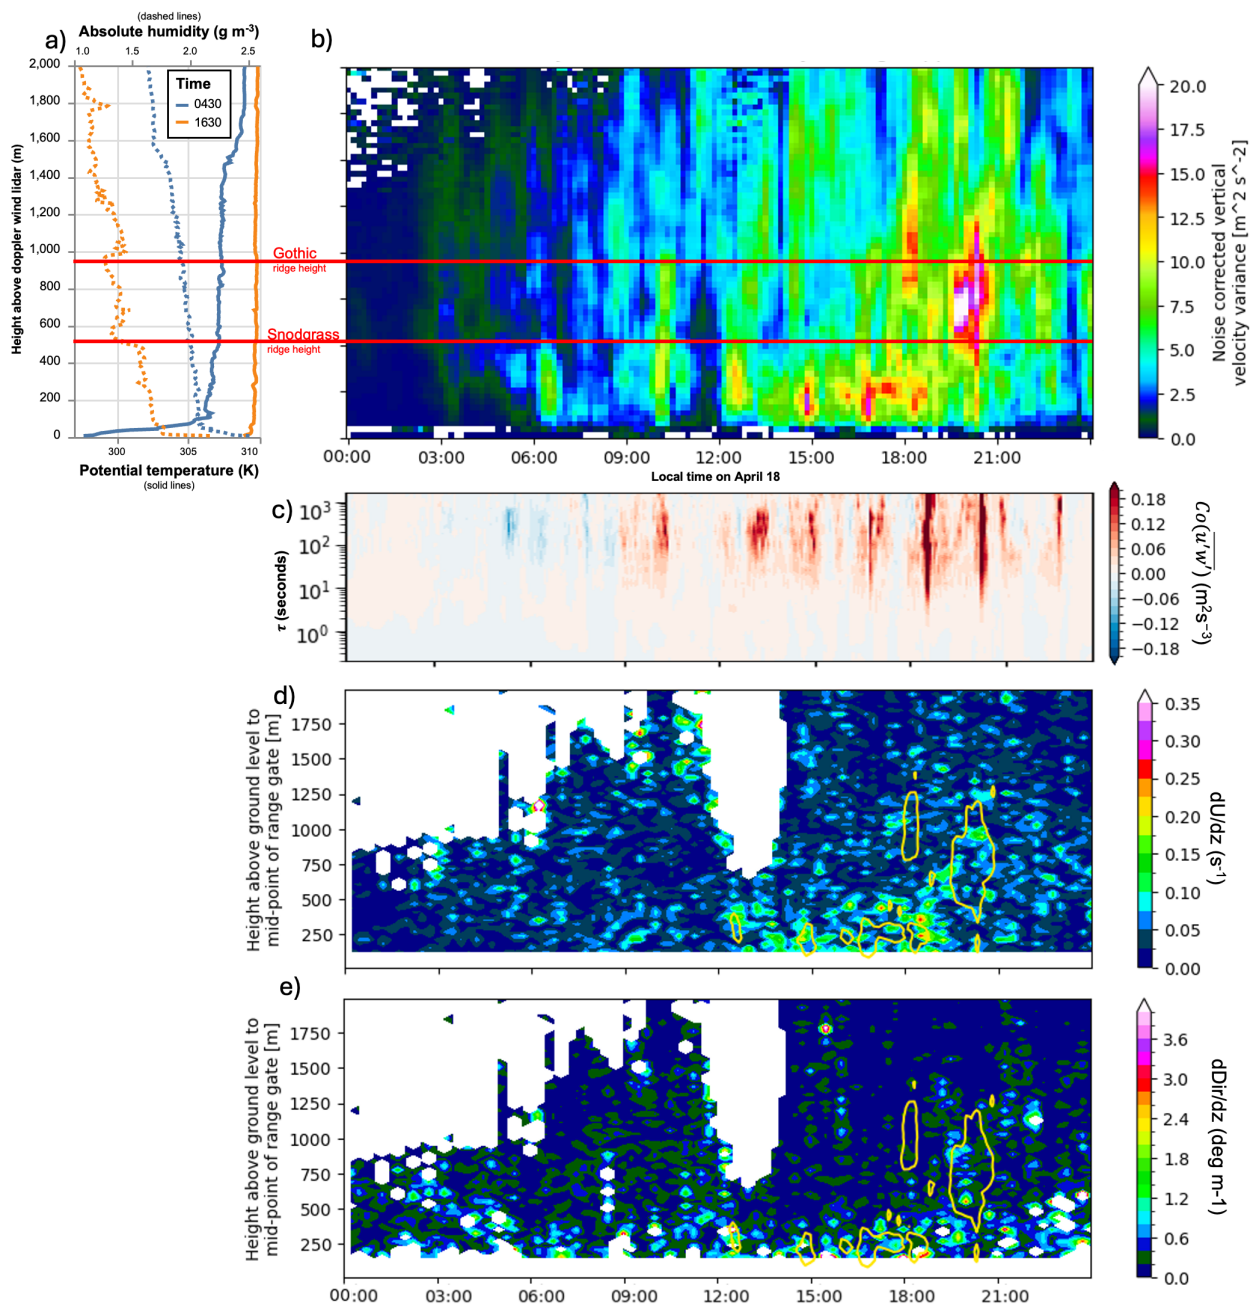 (dashed lines)
Absolute humidity (g m-3)
a)
1.0 1.5 2.0 2.5
2,000
1,800
1,600
1,400
1,200
1,000
800
600
400
200
0
Height above doppler wind lidar (m)
Time
0430
1630
300 305 310
Potential temperature (K)
(solid lines)
Gothic
ridge height
Snodgrass
ridge height
b)
00:00 03:00 06:00 09:00 12:00 15:00 18:00 21:00
Local time on April 18
20.0
17.5
15.0
12.5
10.0
7.5
5.0
2.5
0.0
Noise corrected vertical
velocity variance [m^2 s^-2]
c)
10³
10²
10¹
10⁰
τ (seconds)
0.18
0.12
0.06
0.00
−0.06
−0.12
−0.18
Co(u'w') (m²s⁻³)
d)
1750
1500
1250
1000
750
500
250
Height above ground level to
mid-point of range gate [m]
0.35
0.30
0.25
0.20
0.15
0.10
0.05
0.00
dU/dz (s-1)
e)
1750
1500
1250
1000
750
500
250
Height above ground level to
mid-point of range gate [m]
00:00 03:00 06:00 09:00 12:00 15:00 18:00 21:00
3.6
3.0
2.4
1.8
1.2
0.6
0.0
dDir/dz (deg m-1)